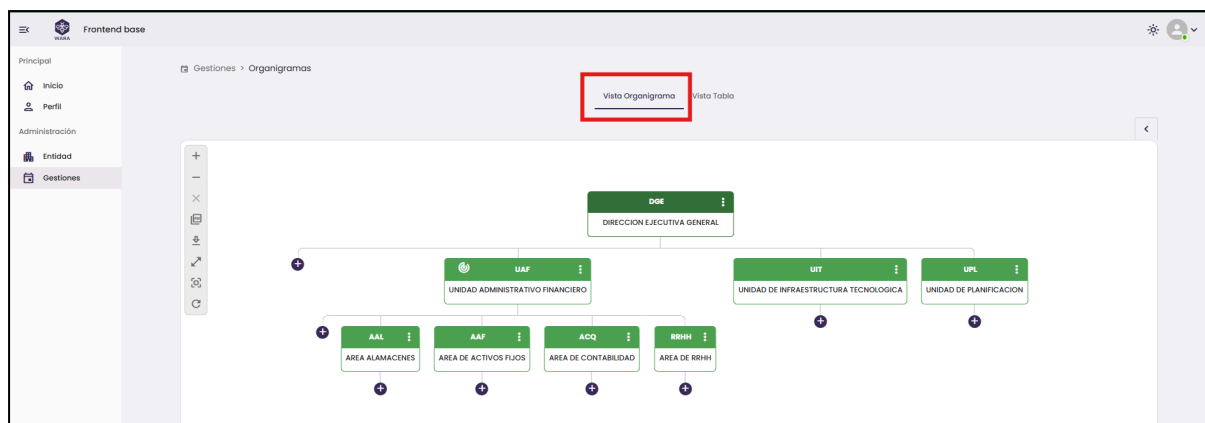 WARA
Frontend base
Principal
Inicio
Perfil
Administración
Entidad
Gestiones
Gestiones > Organigramas
Vista Organigrama
Vista Tabla
DGE
DIRECCION EJECUTIVA GENERAL
UAF
UNIDAD ADMINISTRATIVO FINANCIERO
UIT
UNIDAD DE INFRAESTRUCTURA TECNOLOGICA
UPL
UNIDAD DE PLANIFICACION
AAL
AREA ALAMACENES
AAF
AREA DE ACTIVOS FIJOS
ACQ
AREA DE CONTABILIDAD
RRHH
AREA DE RRHH